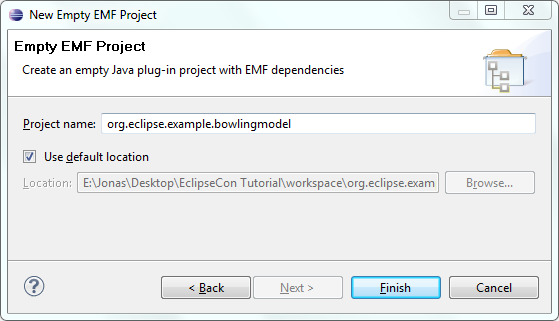 New Empty EMF Project
Empty EMF Project
Create an empty Java plug-in project with EMF dependencies
Project name: org.eclipse.example.bowlingmodel
Use default location
Location: E:\Jonas\Desktop\EclipseCon Tutorial\workspace\org.eclipse.exam Browse...
? < Back Next > Finish Cancel